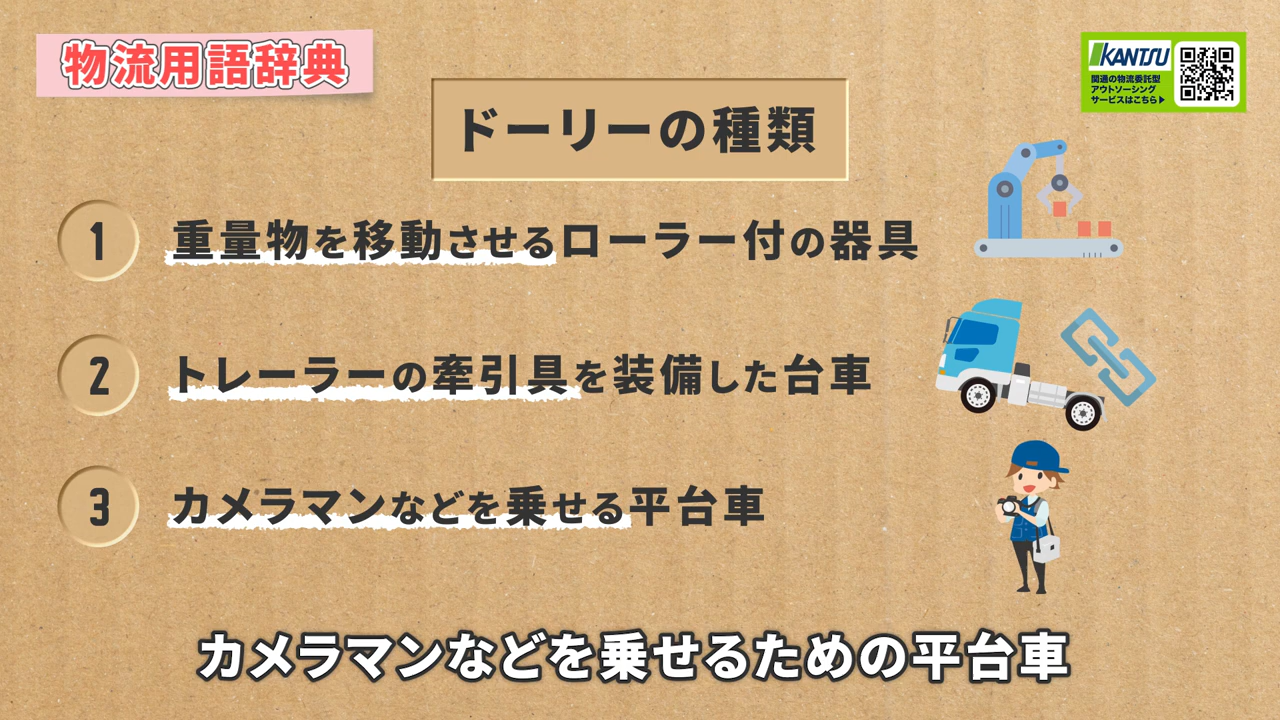 物流用語辞典
KANTSU
関通の物流委託型
アウトソーシング
サービスはこちら▶
ドーリーの種類
1 重量物を移動させるローラー付の器具
2 トレーラーの牽引具を装備した台車
3 カメラマンなどを乗せる平台車
カメラマンなどを乗せるための平台車